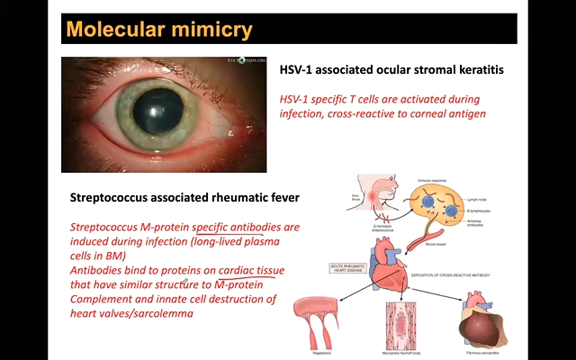 Molecular mimicry
HSV-1 associated ocular stromal keratitis
HSV-1 specific T cells are activated during
infection, cross-reactive to corneal antigen
Streptococcus associated rheumatic fever
Streptococcus M-protein specific antibodies are
induced during infection (long-lived plasma
cells in BM)
Antibodies bind to proteins on cardiac tissue
that have similar structure to M-protein
Complement and innate cell destruction of
heart valves/sarcolemma
Immune response
Lymph node
B lymphocytes
Antistrep
antibodies
β-hemolytic
streptococcus
Blood vessel
ACUTE RHEUMATIC
HEART DISEASE
DEPOSITION OF CROSS-REACTIVE ANTIBODY
Vegetations
Myocardial Aschoff body
Fibrinous pericarditis